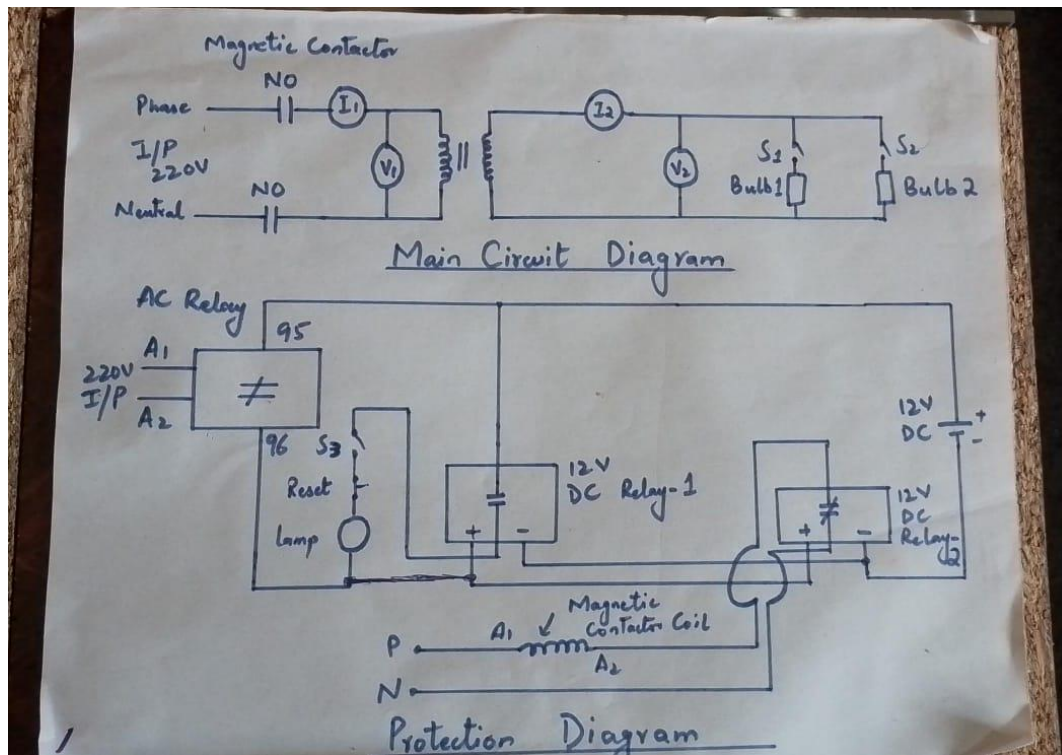 Magnetic Contactor
NO
Phase
I1
I2
I/P
220V
V1
V2
S1
S2
Bulb1
Bulb2
NO
Neutral
Main Circuit Diagram
AC Relay
95
A1
220V
I/P
A2
96
S3
Reset
Lamp
12V
DC Relay-1
+ -
12V
DC
+
-
12V
DC
Relay-2
+ -
Magnetic
Contactor Coil
A1
P
A2
N
Protection Diagram